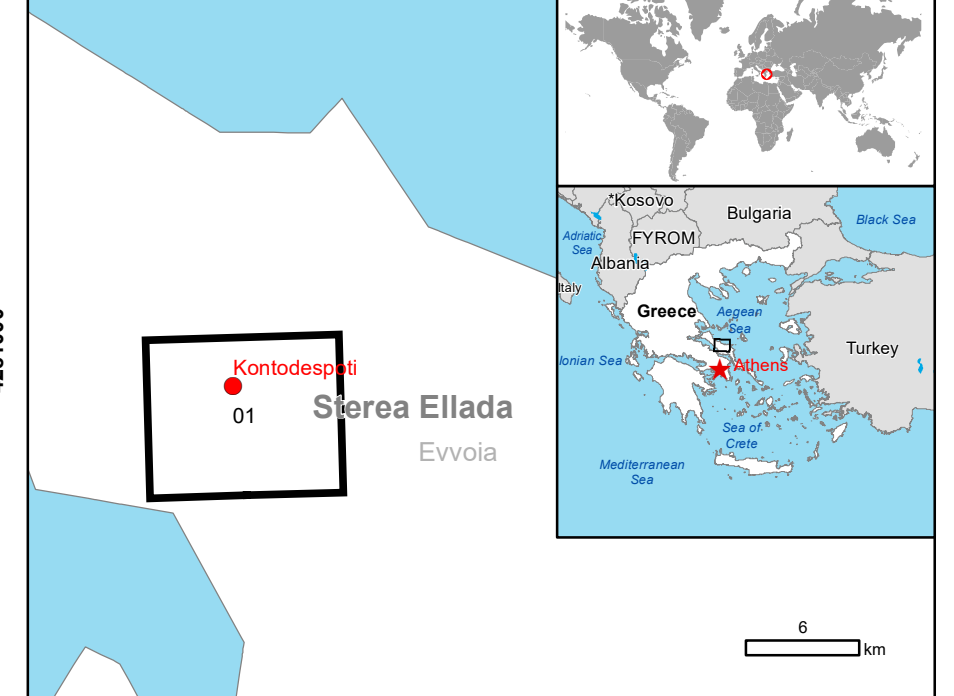 *Kosovo
Bulgaria
Black Sea
Adriatic
Sea
FYROM
Albania
Italy
Greece
Aegean
Sea
Turkey
Ionian Sea
Athens
Kontodespoti
01
Sterea Ellada
Evvoia
Sea of
Crete
Mediterranean
Sea
6
km